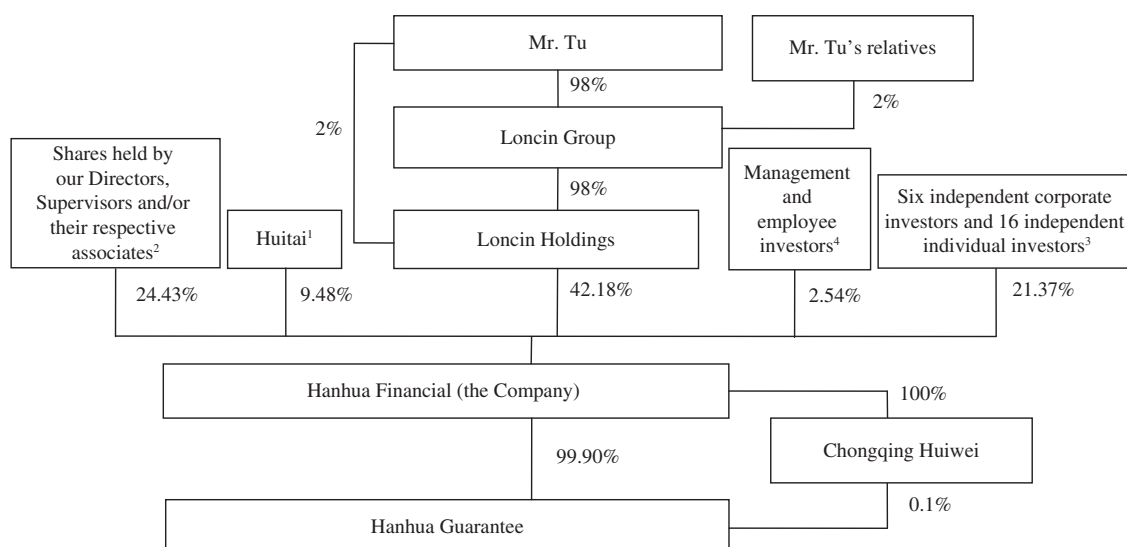 Mr. Tu
Mr. Tu’s relatives
98%
2%
2%
Loncin Group
Shares held by
our Directors,
Supervisors and/or
their respective
associates²
Huitai¹
98%
Loncin Holdings
Management
and
employee
investors⁴
Six independent corporate
investors and 16 independent
individual investors³
24.43%
9.48%
42.18%
2.54%
21.37%
Hanhua Financial (the Company)
100%
99.90%
Chongqing Huiwei
0.1%
Hanhua Guarantee